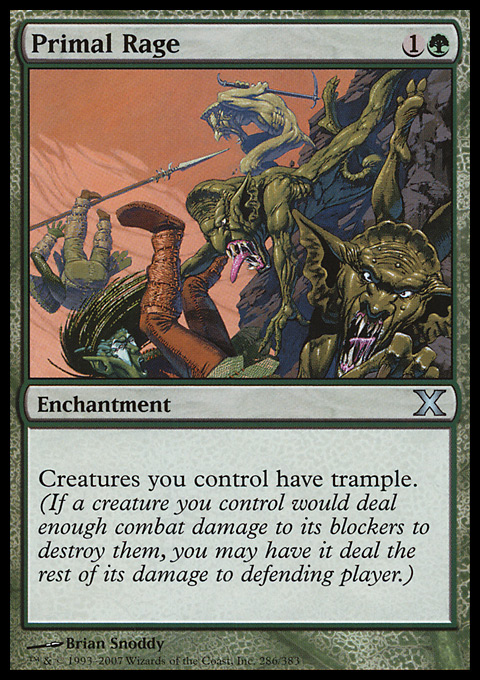 Primal Rage 1
Enchantment X
Creatures you control have trample.
(If a creature you control would deal
enough combat damage to its blockers to
destroy them, you may have it deal the
rest of its damage to defending player.)
Brian Snoddy
™ & © 1993–2007 Wizards of the Coast, Inc. 286/383